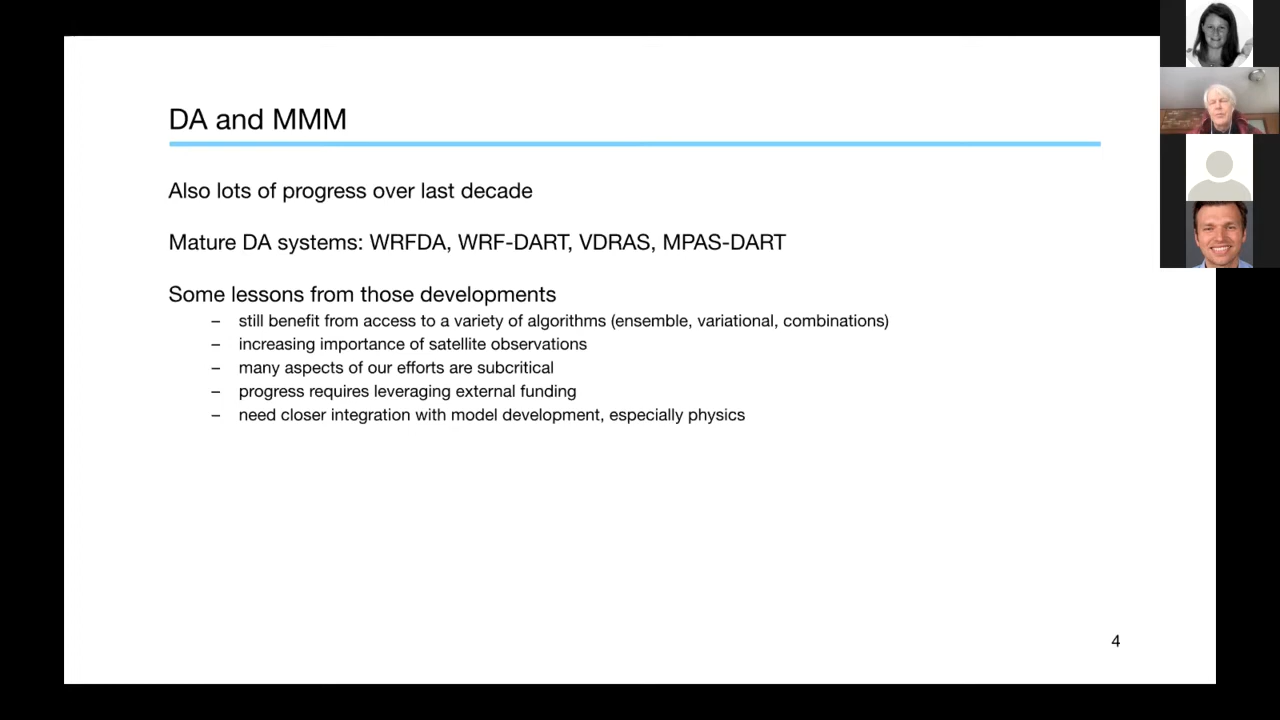 DA and MMM
Also lots of progress over last decade
Mature DA systems: WRFDA, WRF-DART, VDRAS, MPAS-DART
Some lessons from those developments
– still benefit from access to a variety of algorithms (ensemble, variational, combinations)
– increasing importance of satellite observations
– many aspects of our efforts are subcritical
– progress requires leveraging external funding
– need closer integration with model development, especially physics
4